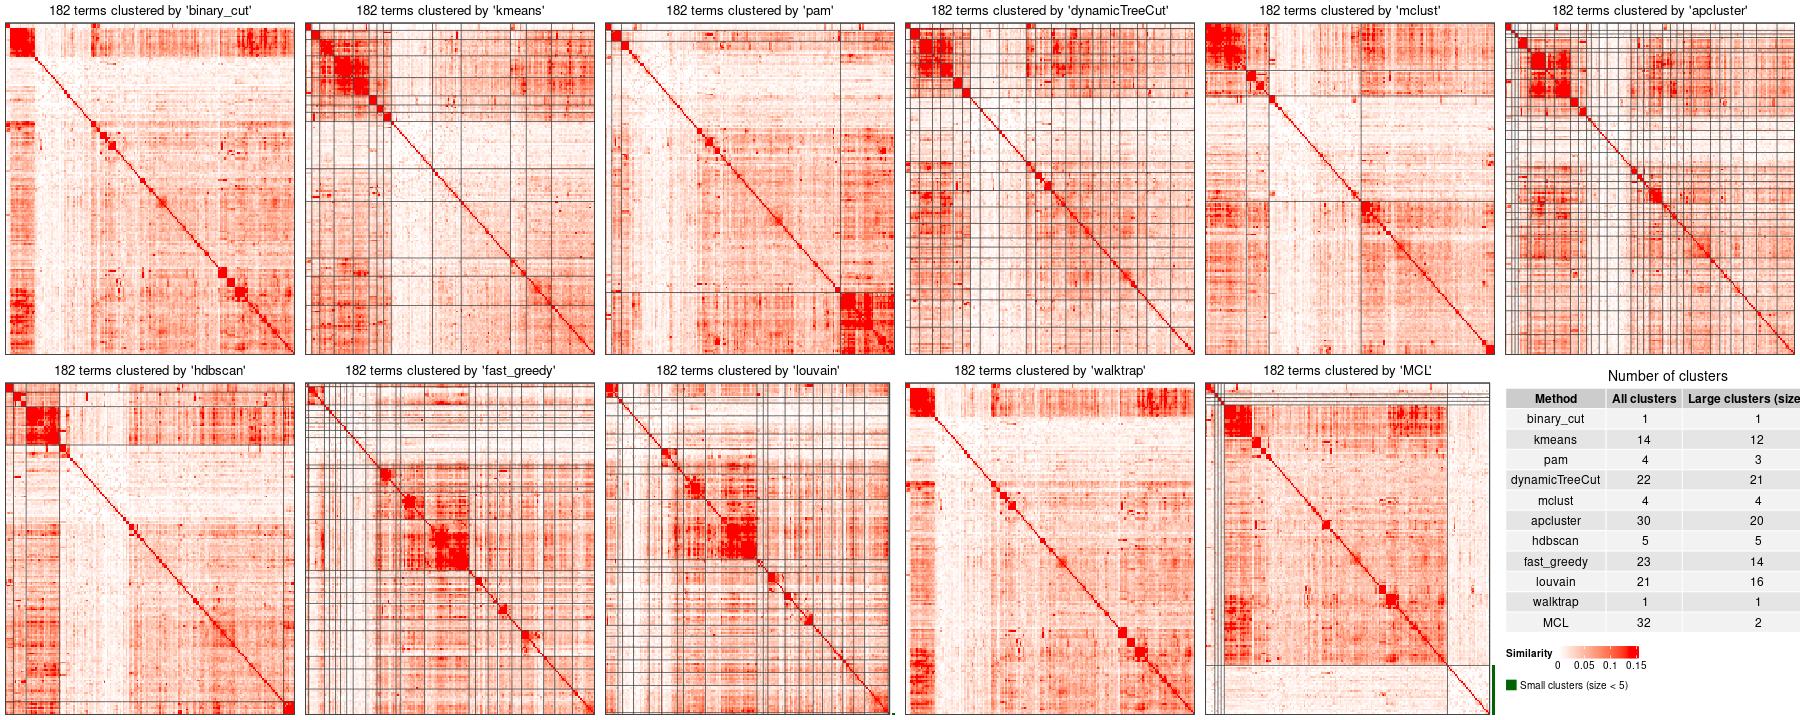 182 terms clustered by 'binary_cut'
182 terms clustered by 'kmeans'
182 terms clustered by 'pam'
182 terms clustered by 'dynamicTreeCut'
182 terms clustered by 'mclust'
182 terms clustered by 'apcluster'
182 terms clustered by 'hdbscan'
182 terms clustered by 'fast_greedy'
182 terms clustered by 'louvain'
182 terms clustered by 'walktrap'
182 terms clustered by 'MCL'
Number of clusters
Method All clusters Large clusters (size
binary_cut 1 1
kmeans 14 12
pam 4 3
dynamicTreeCut 22 21
mclust 4 4
apcluster 30 20
hdbscan 5 5
fast_greedy 23 14
louvain 21 16
walktrap 1 1
MCL 32 2
Similarity
0 0.05 0.1 0.15
Small clusters (size < 5)